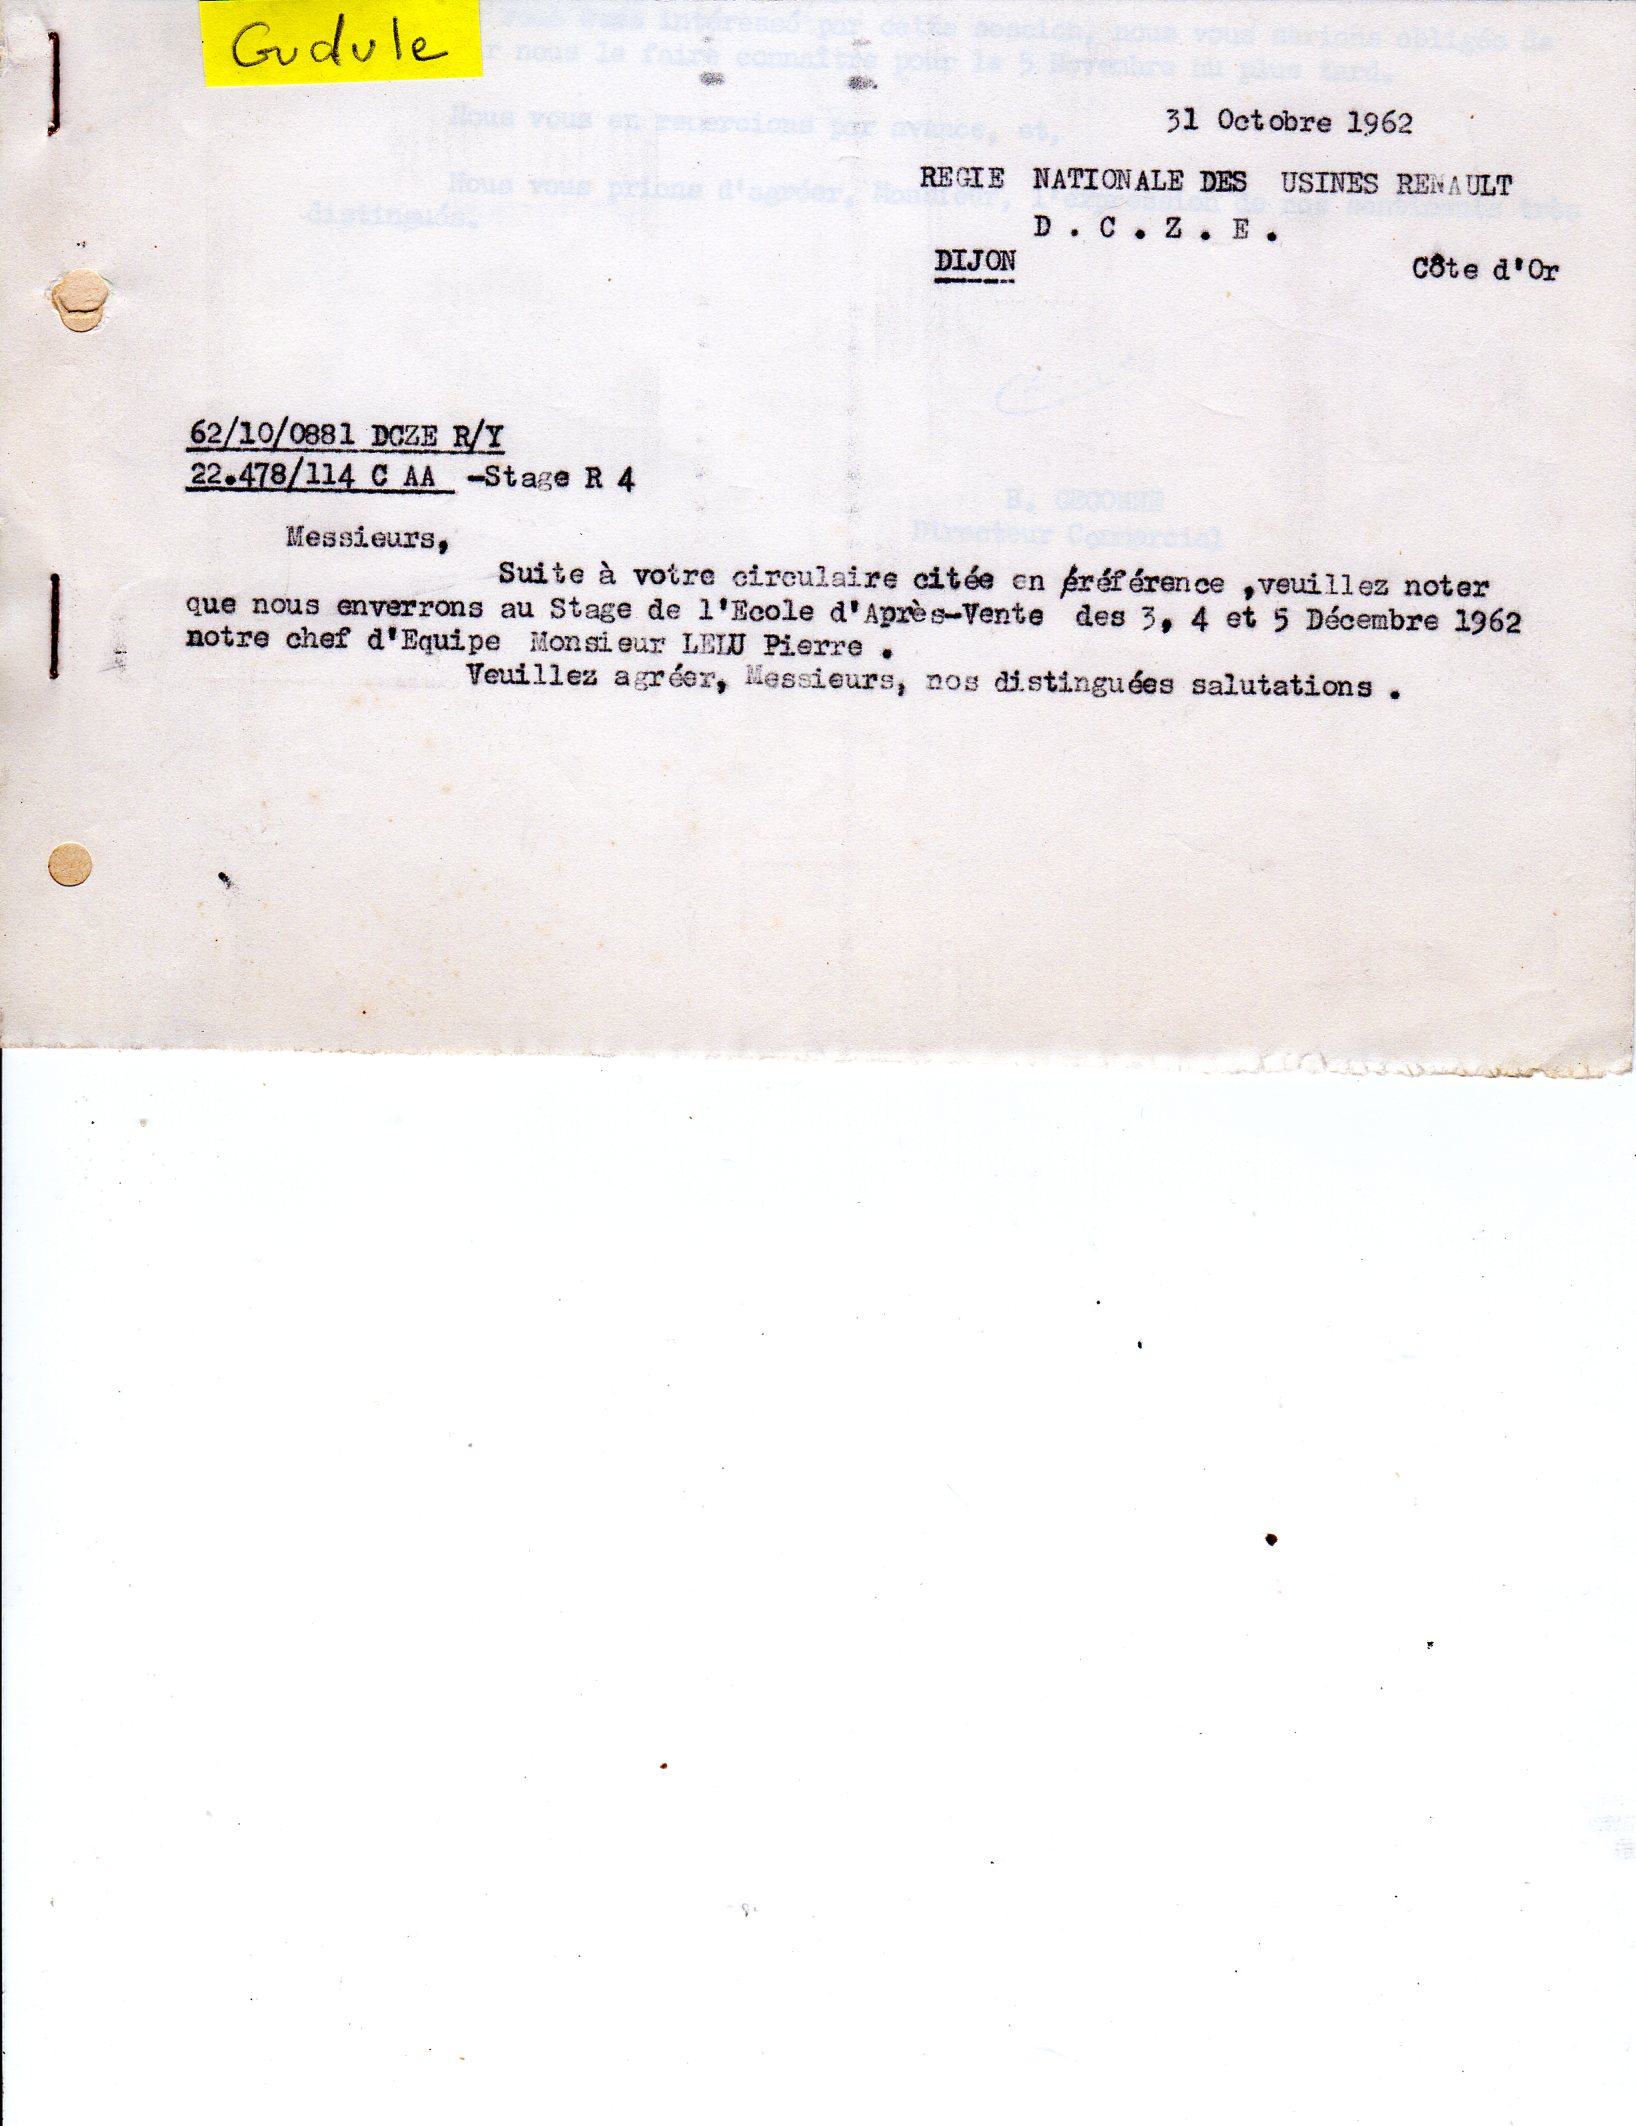 Gudule
31 Octobre 1962
REGIE NATIONALE DES USINES RENAULT
D . C . Z . E .
DIJON Côte d'Or
62/10/0881 DCZE R/Y
22.478/114 C AA -Stage R 4
Messieurs,
Suite à votre circulaire citée en référence ,veuillez noter
que nous enverrons au Stage de l'Ecole d'Après-Vente des 3, 4 et 5 Décembre 1962
notre chef d'Equipe Monsieur LELU Pierre .
Veuillez agréer, Messieurs, nos distinguées salutations .